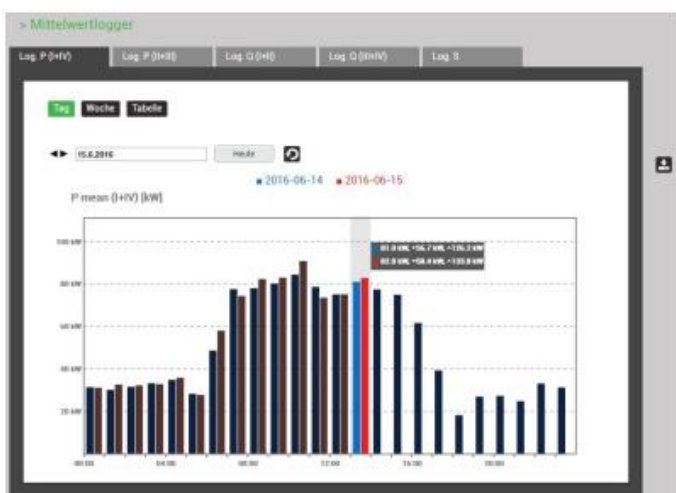 > Mittelwertlogger
Log. P (I+IV) Log. P (II+III) Log. Q (I+II) Log. Q (III+IV) Log. S
Tag Woche Tabelle
15.6.2016 Heute
2016-06-14 2016-06-15
P mean (I+IV) [kW]
100 kW
80 kW
60 kW
40 kW
20 kW
00:00 04:00 08:00 12:00 16:00 20:00